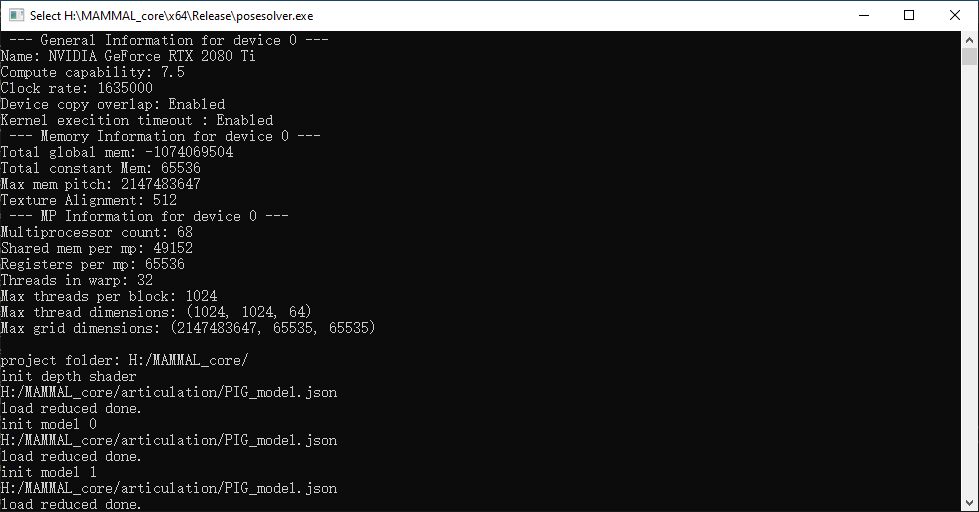 Select H:\MAMMAL_core\x64\Release\posesolver.exe
--- General Information for device 0 ---
Name: NVIDIA GeForce RTX 2080 Ti
Compute capability: 7.5
Clock rate: 1635000
Device copy overlap: Enabled
Kernel execition timeout : Enabled
--- Memory Information for device 0 ---
Total global mem: -1074069504
Total constant Mem: 65536
Max mem pitch: 2147483647
Texture Alignment: 512
--- MP Information for device 0 ---
Multiprocessor count: 68
Shared mem per mp: 49152
Registers per mp: 65536
Threads in warp: 32
Max threads per block: 1024
Max thread dimensions: (1024, 1024, 64)
Max grid dimensions: (2147483647, 65535, 65535)
project folder: H:/MAMMAL_core/
init depth shader
H:/MAMMAL_core/articulation/PIG_model.json
load reduced done.
init model 0
H:/MAMMAL_core/articulation/PIG_model.json
load reduced done.
init model 1
H:/MAMMAL_core/articulation/PIG_model.json
load reduced done.